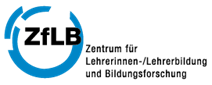 ZfLB
Zentrum für
Lehrerinnen-/Lehrerbildung
und Bildungsforschung